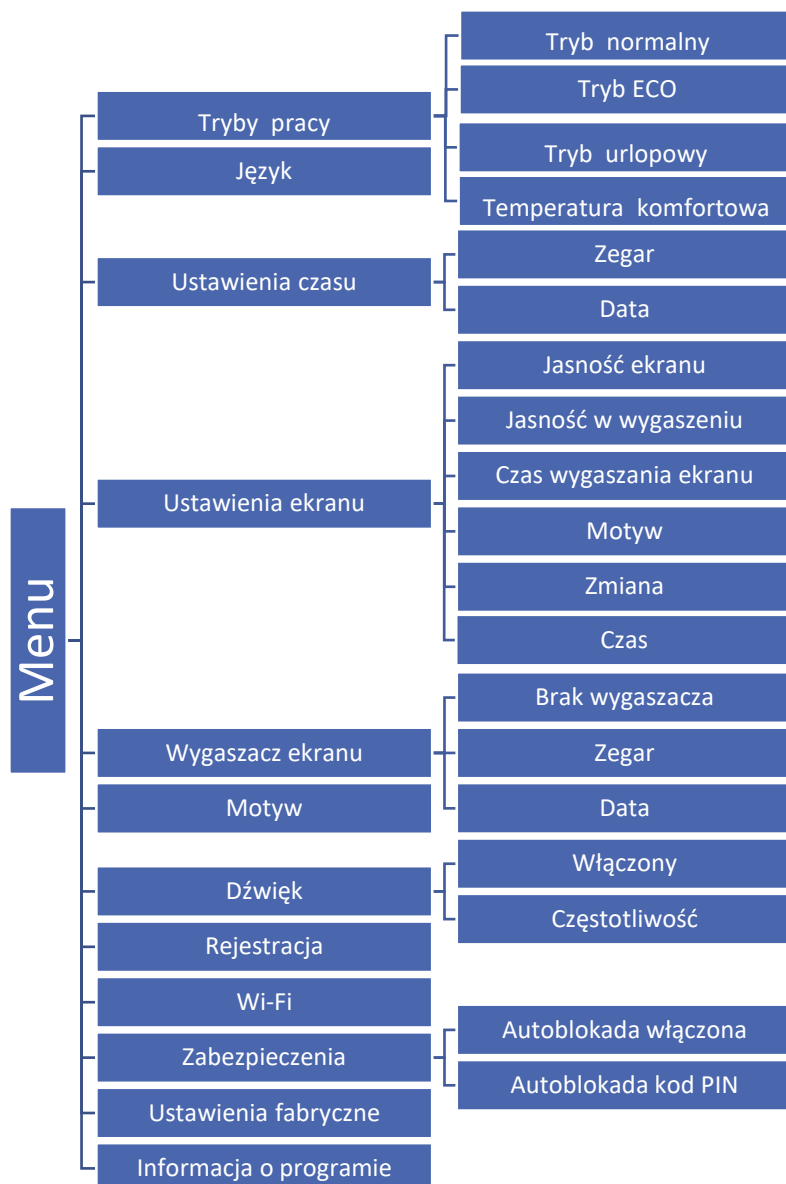 Menu
Tryby pracy
Tryb normalny
Tryb ECO
Tryb urlopowy
Temperatura komfortowa
Język
Ustawienia czasu
Zegar
Data
Ustawienia ekranu
Jasność ekranu
Jasność w wygaszeniu
Czas wygaszania ekranu
Motyw
Zmiana
Czas
Wygaszacz ekranu
Brak wygaszacza
Zegar
Data
Motyw
Dźwięk
Włączony
Częstotliwość
Rejestracja
Wi-Fi
Zabezpieczenia
Autoblokada włączona
Autoblokada kod PIN
Ustawienia fabryczne
Informacja o programie